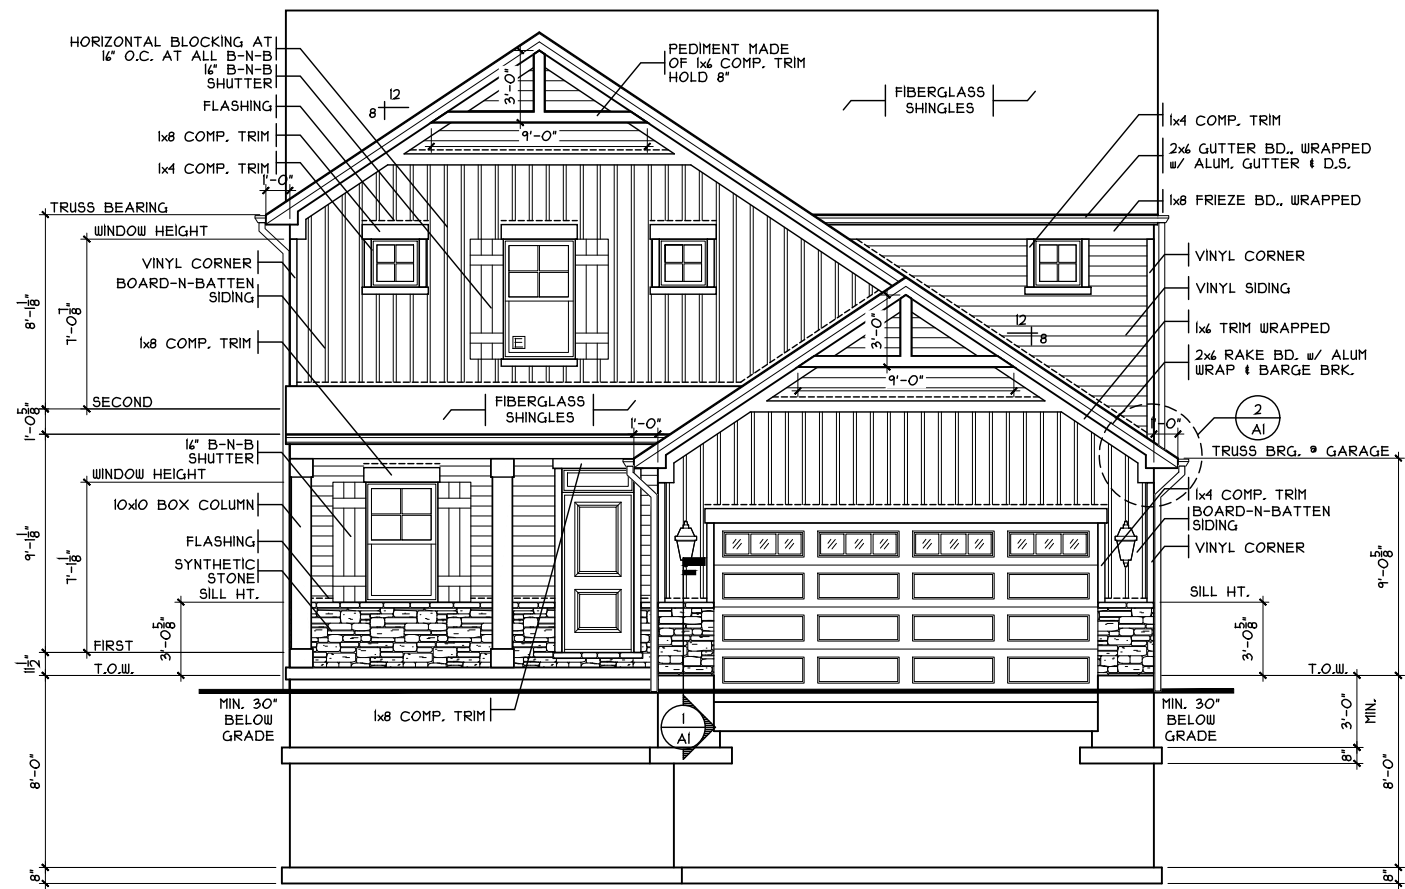 HORIZONTAL BLOCKING AT
16" O.C. AT ALL B-N-B
16" B-N-B
SHUTTER
FLASHING
1x8 COMP. TRIM
1x4 COMP. TRIM
1'-0"
TRUSS BEARING
WINDOW HEIGHT
VINYL CORNER
BOARD-N-BATTEN
SIDING
1x8 COMP. TRIM
8'-1 1/8"
7'-0 7/8"
SECOND
1'-0 5/8"
16" B-N-B
SHUTTER
WINDOW HEIGHT
10x10 BOX COLUMN
FLASHING
SYNTHETIC
STONE
SILL HT.
9'-1 1/8"
7'-1 1/8"
3'-0 5/8"
FIRST
11 1/2"
T.O.W.
MIN. 30"
BELOW
GRADE
1x8 COMP. TRIM
8'-0"
8"
12
8
3'-0"
9'-0"
PEDIMENT MADE
OF 1x6 COMP. TRIM
HOLD 8"
FIBERGLASS
SHINGLES
E
FIBERGLASS
SHINGLES
1'-0"
3'-0"
9'-0"
12
8
1'-0"
1
A1
1x4 COMP. TRIM
2x6 GUTTER BD., WRAPPED
w/ ALUM. GUTTER & D.S.
1x8 FRIEZE BD., WRAPPED
VINYL CORNER
VINYL SIDING
1x6 TRIM WRAPPED
2x6 RAKE BD. w/ ALUM
WRAP & BARGE BRK.
2
A1
TRUSS BRG. @ GARAGE
1x4 COMP. TRIM
BOARD-N-BATTEN
SIDING
VINYL CORNER
SILL HT.
9'-0 5/8"
3'-0 5/8"
T.O.W.
MIN. 30"
BELOW
GRADE
3'-0"
MIN.
8"
8'-0"
8"